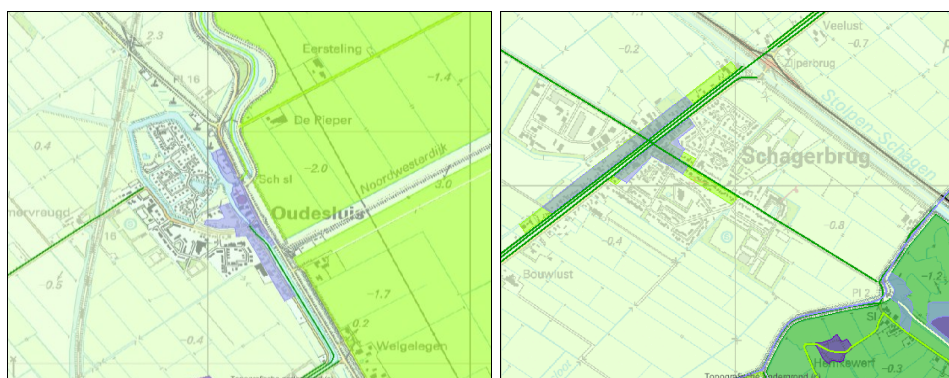 2.3
Pl 16
Eersteling
-1.4
De Pieper
0.4
-2.0
Sch sl
Noordwesterdijk
3.0
Oudesluis
16
0.5
-1.7
0.2
-0.4
Weigelegen
Veelust
-0.2
-0.7
Zijperbrug
Stolpen-Schagen
Schagerbrug
-0.8
-0.4
Bouwlust
-1.2
Pl 2
Sl
-0.3